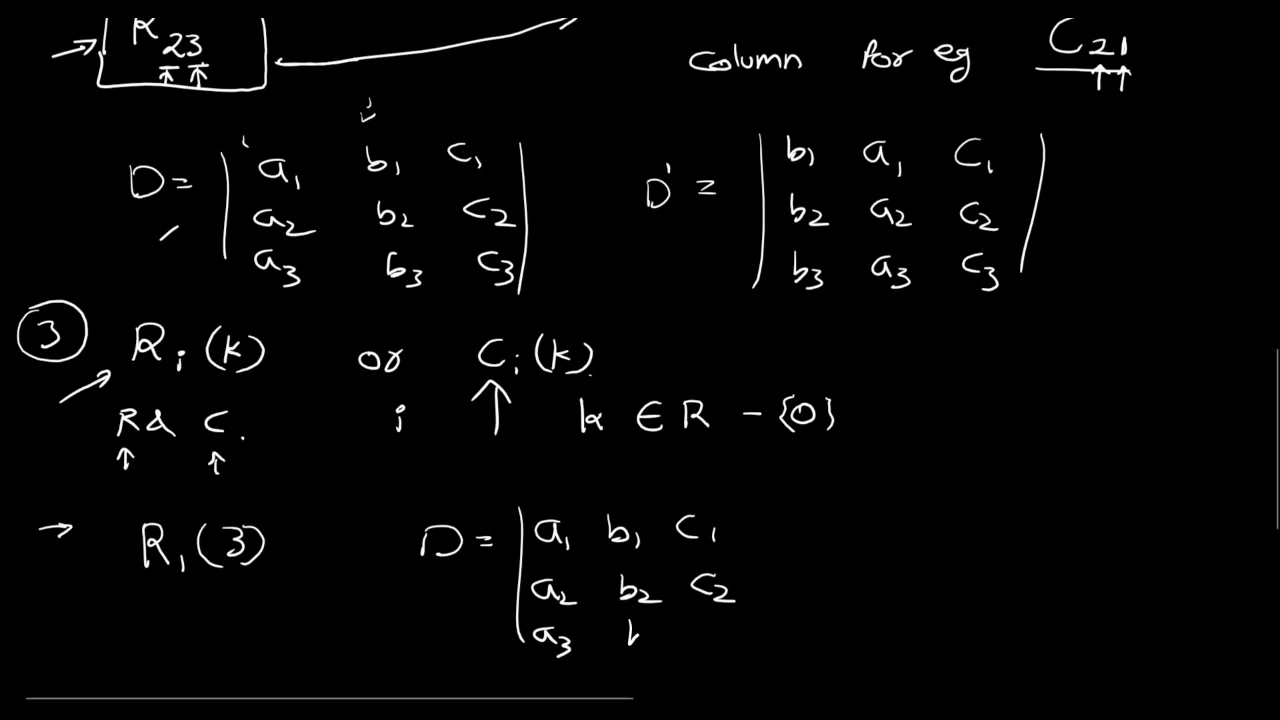 R₂₃ Column for eg C₂₁
D = | a₁ b₁ c₁ | D' = | b₁ a₁ c₁ |
| a₂ b₂ c₂ | | b₂ a₂ c₂ |
| a₃ b₃ c₃ | | b₃ a₃ c₃ |
③ Rᵢ(k) or Cᵢ(k).
R & C. i k ∈ R - {0}
→ R₁(3) D = | a₁ b₁ c₁
a₂ b₂ c₂
a₃